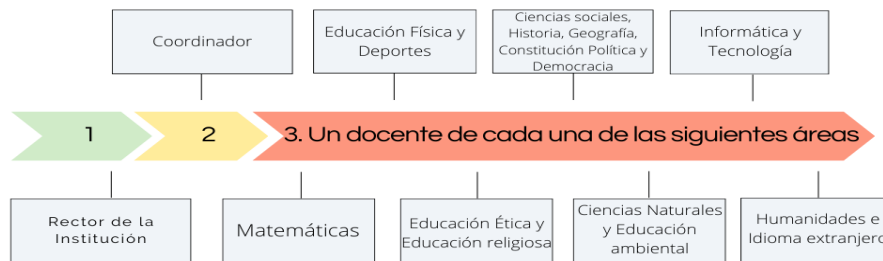 Coordinador
Educación Física y
Deportes
Ciencias sociales,
Historia, Geografía,
Constitución Política y
Democracia
Informática y
Tecnología
1
2
3. Un docente de cada una de las siguientes áreas
Rector de la
Institución
Matemáticas
Educación Ética y
Educación religiosa
Ciencias Naturales
y Educación
ambiental
Humanidades e
Idioma extranjero